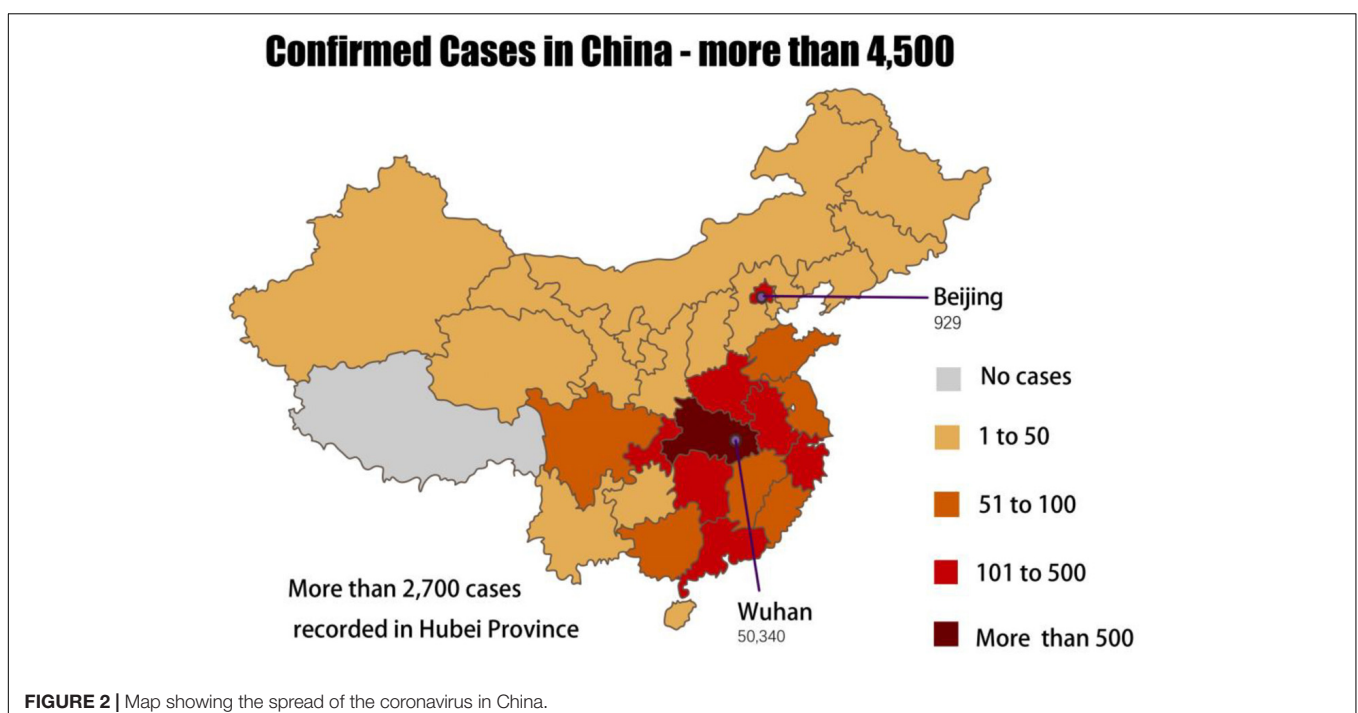 Confirmed Cases in China - more than 4,500
Beijing
929
No cases
1 to 50
51 to 100
101 to 500
More than 500
Wuhan
50,340
More than 2,700 cases
recorded in Hubei Province
FIGURE 2 | Map showing the spread of the coronavirus in China.